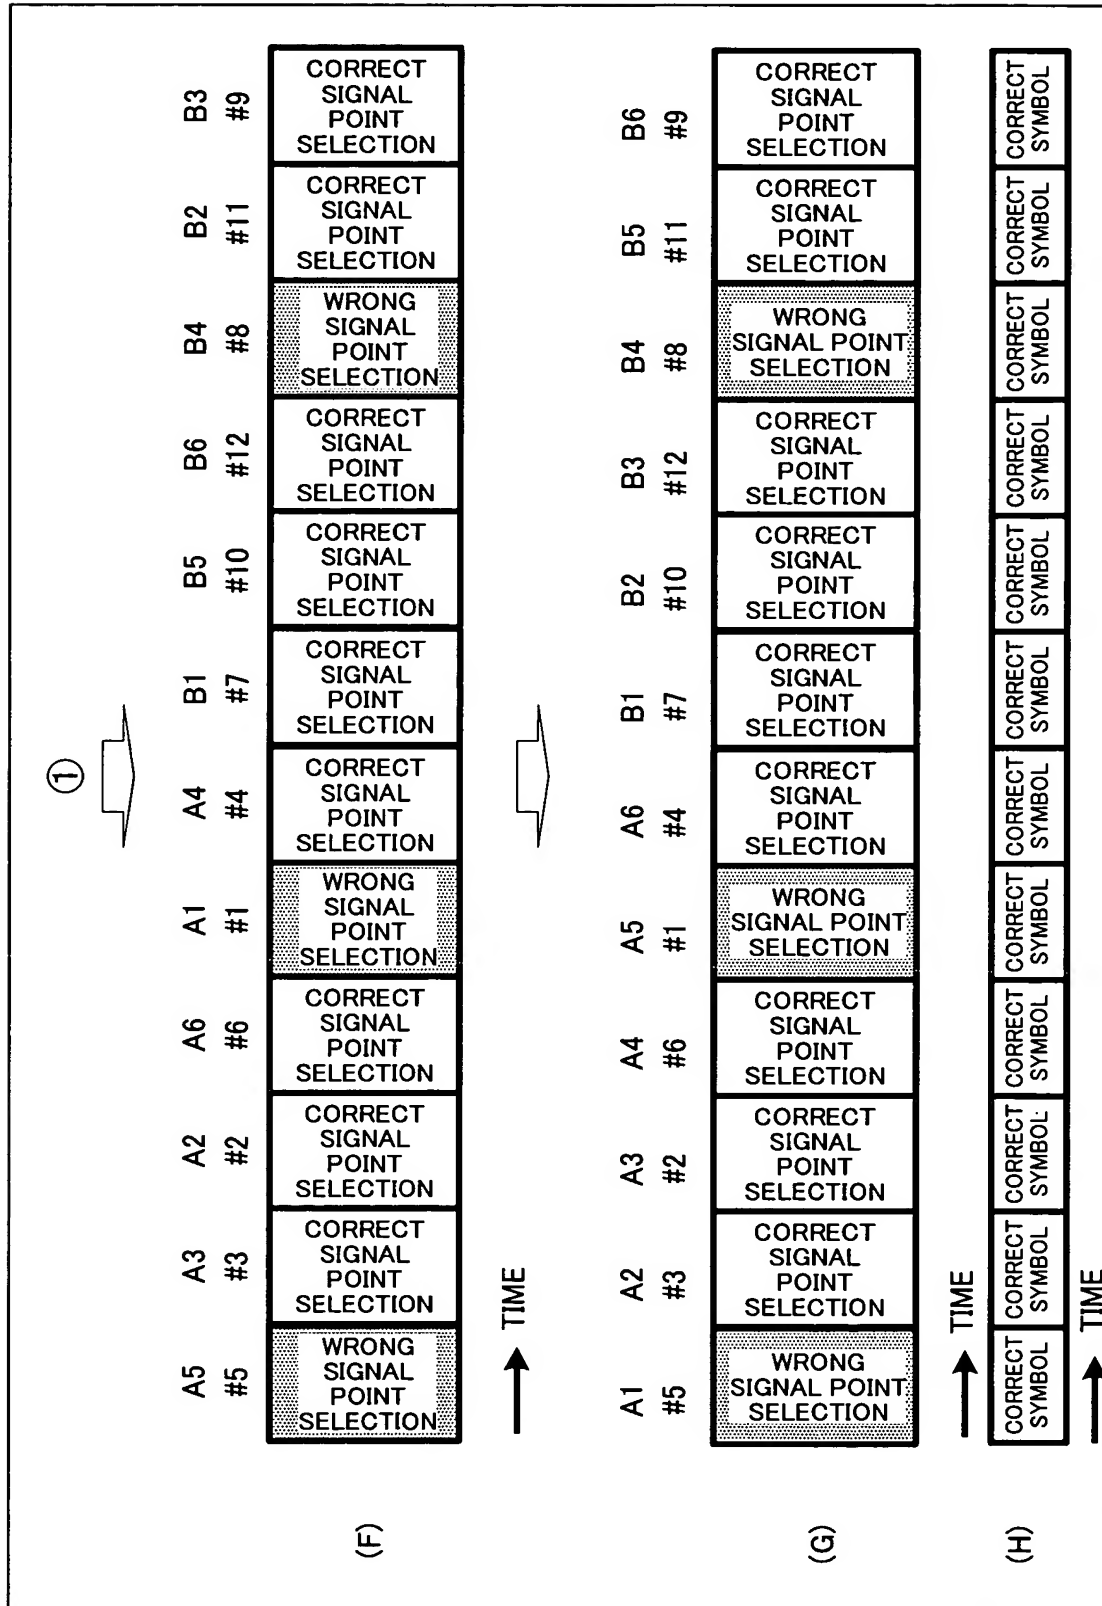 ①
A5 A3 A2 A6 A1 A4 B1 B5 B6 B4 B2 B3
#5 #3 #2 #6 #1 #4 #7 #10 #12 #8 #11 #9
(F)
WRONG
SIGNAL
POINT
SELECTION
CORRECT
SIGNAL
POINT
SELECTION
CORRECT
SIGNAL
POINT
SELECTION
CORRECT
SIGNAL
POINT
SELECTION
WRONG
SIGNAL
POINT
SELECTION
CORRECT
SIGNAL
POINT
SELECTION
CORRECT
SIGNAL
POINT
SELECTION
CORRECT
SIGNAL
POINT
SELECTION
CORRECT
SIGNAL
POINT
SELECTION
WRONG
SIGNAL
POINT
SELECTION
CORRECT
SIGNAL
POINT
SELECTION
CORRECT
SIGNAL
POINT
SELECTION
TIME
A1 A2 A3 A4 A5 A6 B1 B2 B3 B4 B5 B6
#5 #3 #2 #6 #1 #4 #7 #10 #12 #8 #11 #9
(G)
WRONG
SIGNAL POINT
SELECTION
CORRECT
SIGNAL
POINT
SELECTION
CORRECT
SIGNAL
POINT
SELECTION
CORRECT
SIGNAL
POINT
SELECTION
WRONG
SIGNAL POINT
SELECTION
CORRECT
SIGNAL
POINT
SELECTION
CORRECT
SIGNAL
POINT
SELECTION
CORRECT
SIGNAL
POINT
SELECTION
CORRECT
SIGNAL
POINT
SELECTION
WRONG
SIGNAL POINT
SELECTION
CORRECT
SIGNAL
POINT
SELECTION
CORRECT
SIGNAL
POINT
SELECTION
TIME
(H)
CORRECT
SYMBOL
CORRECT
SYMBOL
CORRECT
SYMBOL
CORRECT
SYMBOL
CORRECT
SYMBOL
CORRECT
SYMBOL
CORRECT
SYMBOL
CORRECT
SYMBOL
CORRECT
SYMBOL
CORRECT
SYMBOL
CORRECT
SYMBOL
CORRECT
SYMBOL
TIME